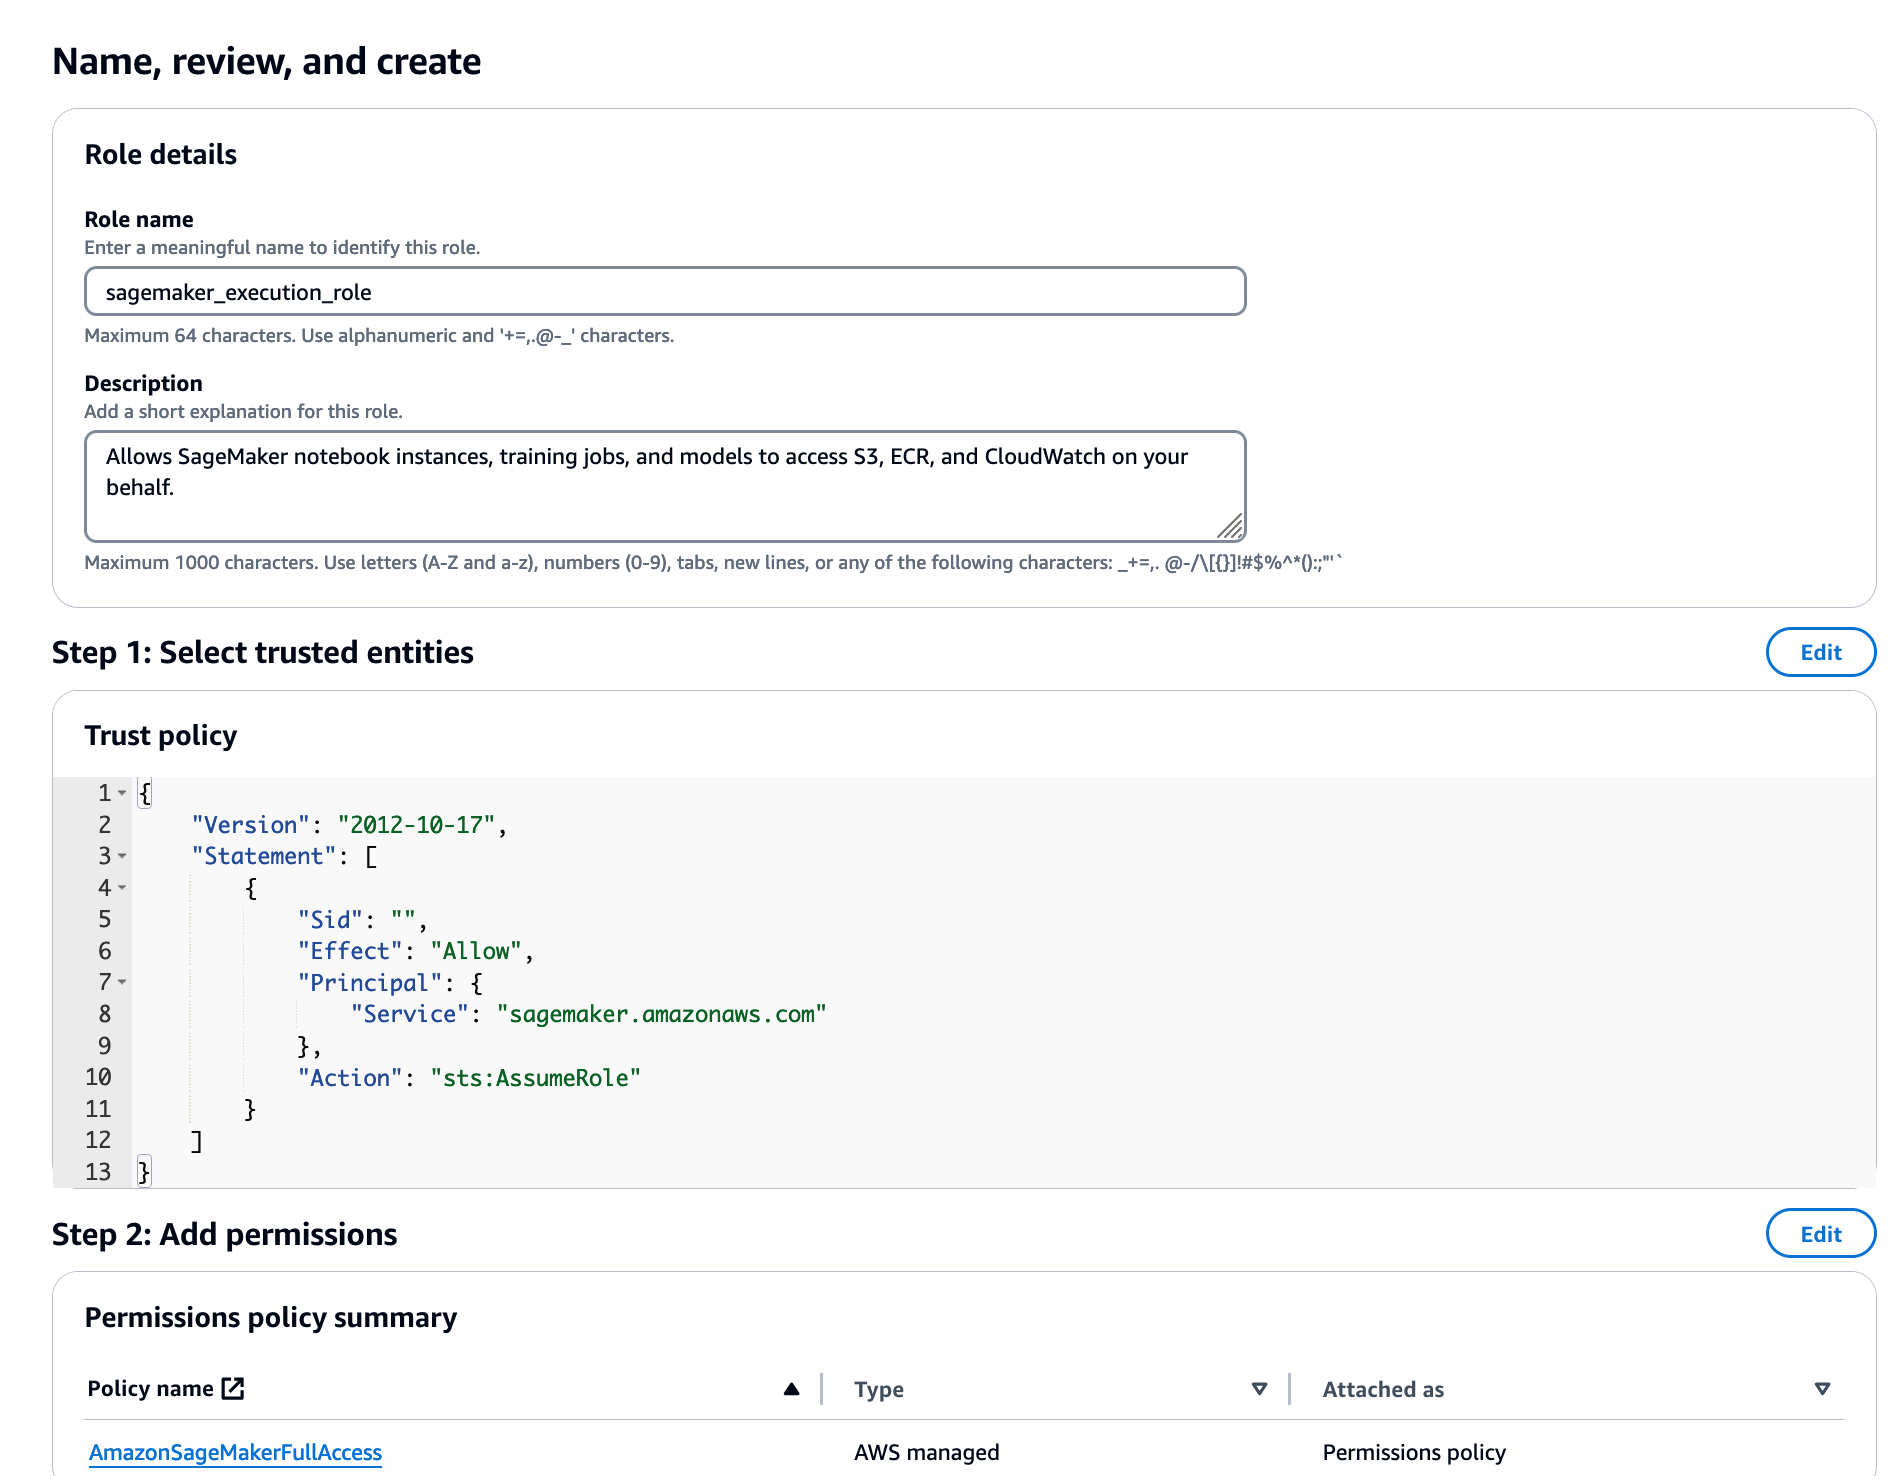 Name, review, and create
Role details
Role name
Enter a meaningful name to identify this role.
sagemaker_execution_role
Maximum 64 characters. Use alphanumeric and '+=,.@-_' characters.
Description
Add a short explanation for this role.
Allows SageMaker notebook instances, training jobs, and models to access S3, ECR, and CloudWatch on your
behalf.
Maximum 1000 characters. Use letters (A-Z and a-z), numbers (0-9), tabs, new lines, or any of the following characters: _+=,. @-/\[{}]!#$%^*();:"'`
Step 1: Select trusted entities
Edit
Trust policy
1 {
2     "Version": "2012-10-17",
3     "Statement": [
4         {
5             "Sid": "",
6             "Effect": "Allow",
7             "Principal": {
8                 "Service": "sagemaker.amazonaws.com"
9             },
10             "Action": "sts:AssumeRole"
11         }
12     ]
13 }
Step 2: Add permissions
Edit
Permissions policy summary
Policy name Type Attached as
AmazonSageMakerFullAccess AWS managed Permissions policy